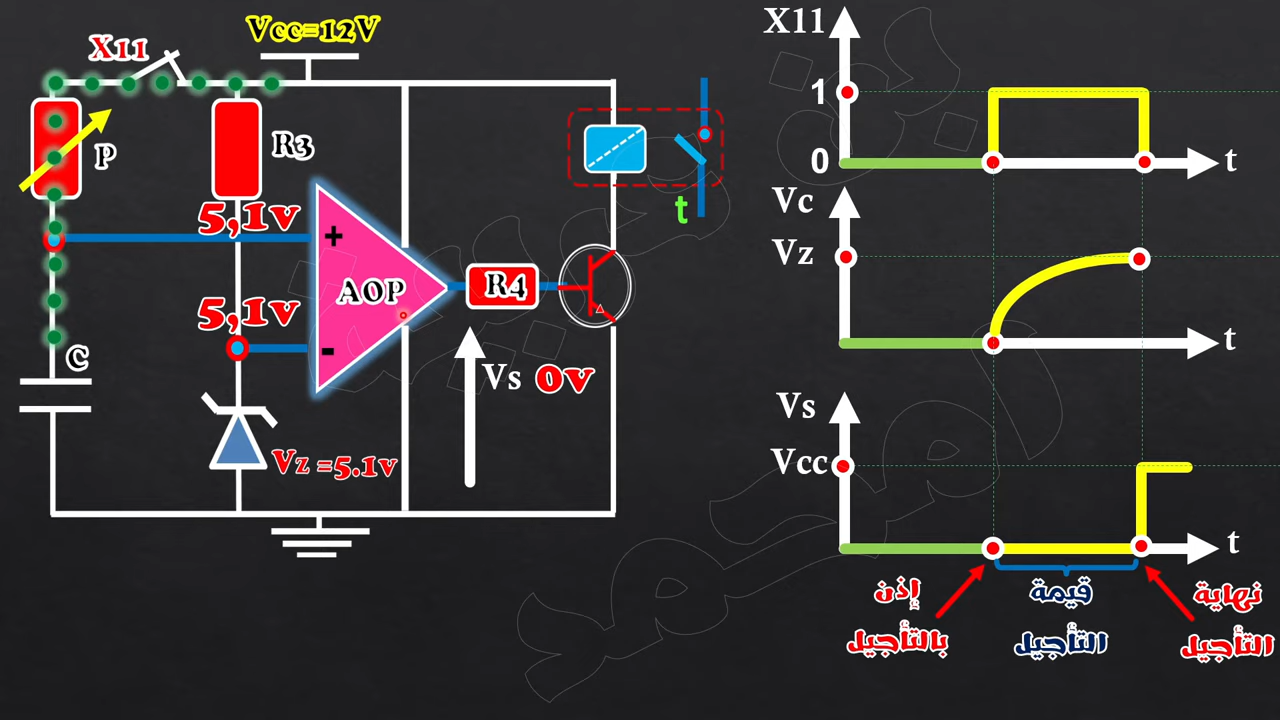 Vcc=12V
X11
P
R3
5,1v
+
AOP
R4
t
5,1v
-
C
Vs 0v
Vz =5.1v
X11
1
0
t
Vc
Vz
t
Vs
Vcc
t
إذن
بالتأجيل
قيمة
التأجيل
نهاية
التأجيل